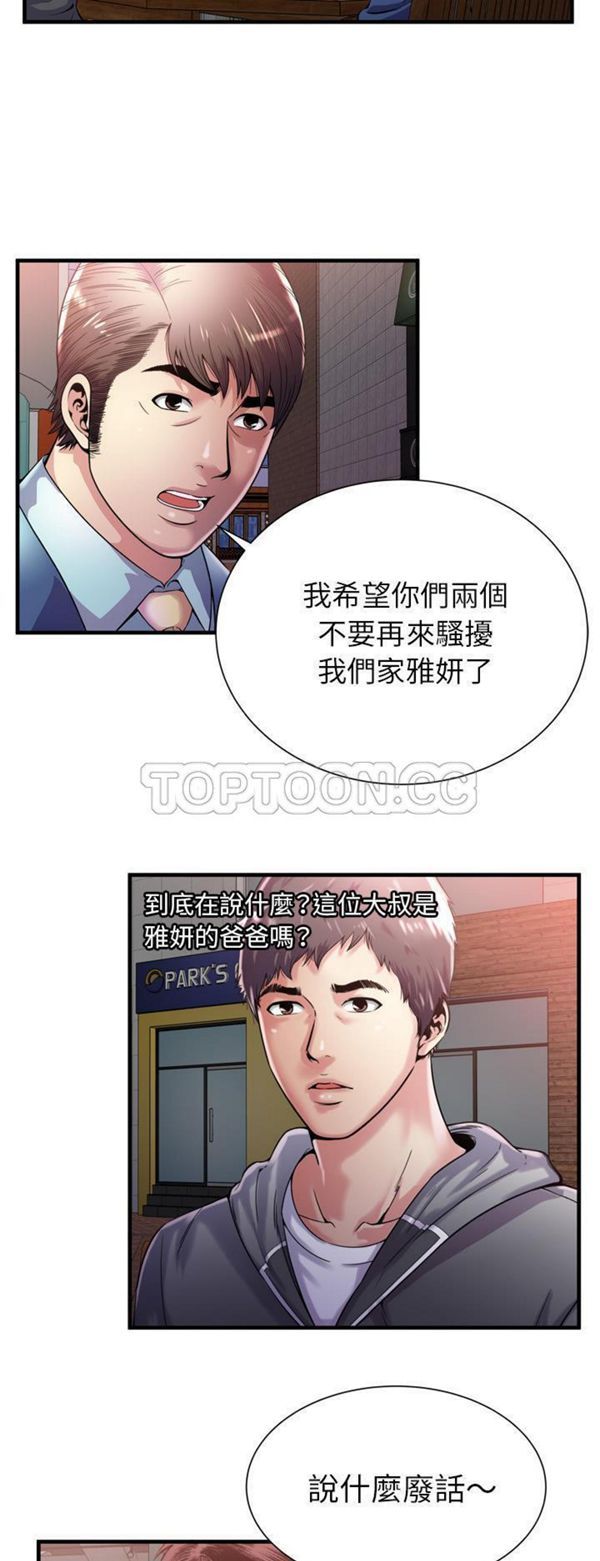 我希望你們兩個
不要再來騷擾
我們家雅妍了
TOPTOON.CC
到底在說什麼?這位大叔是
雅妍的爸爸嗎?
PARK'S
說什麼廢話～